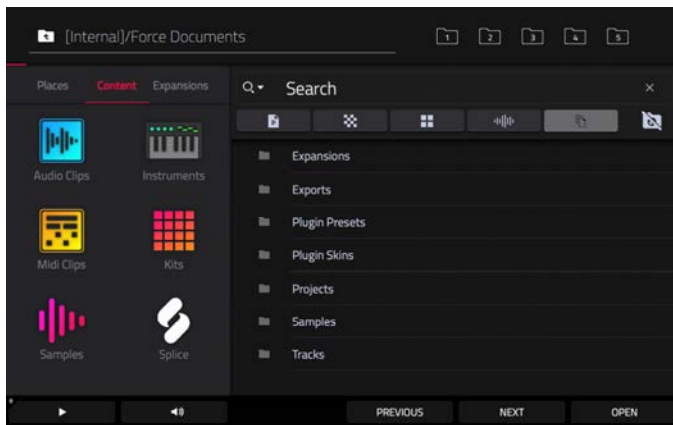 [Internal]/Force Documents
1 2 3 4 5
Places Content Expansions
Search
Audio Clips Instruments
Midi Clips Kits
Samples Splice
Expansions
Exports
Plugin Presets
Plugin Skins
Projects
Samples
Tracks
PREVIOUS NEXT OPEN